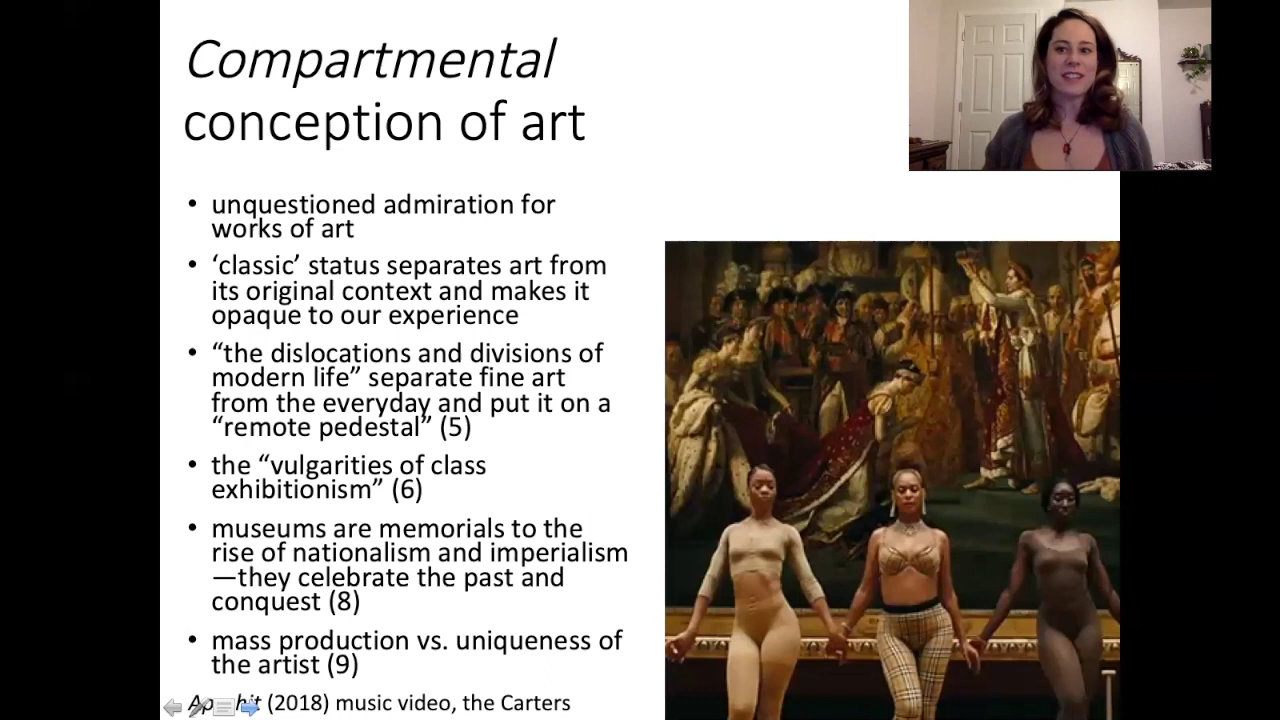 Compartmental
conception of art
• unquestioned admiration for
works of art
• ‘classic’ status separates art from
its original context and makes it
opaque to our experience
• “the dislocations and divisions of
modern life” separate fine art
from the everyday and put it on a
“remote pedestal” (5)
• the “vulgarities of class
exhibitionism” (6)
• museums are memorials to the
rise of nationalism and imperialism
—they celebrate the past and
conquest (8)
• mass production vs. uniqueness of
the artist (9)
(2018) music video, the Carters